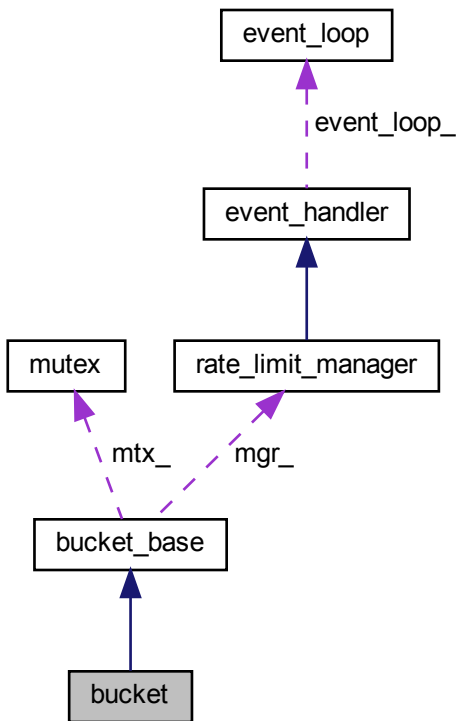 event_loop
event_loop_
event_handler
mutex
rate_limit_manager
mtx_
mgr_
bucket_base
bucket